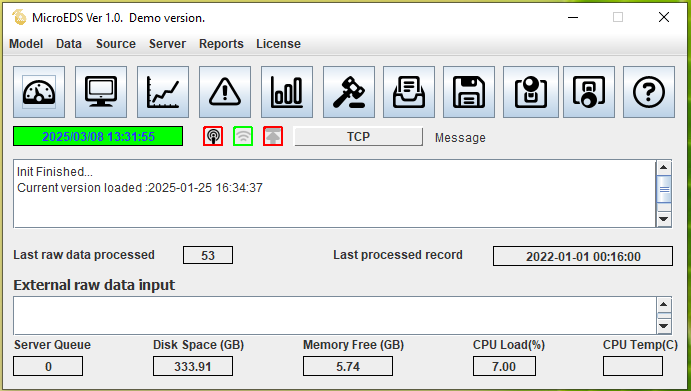 MicroEDS Ver 1.0.  Demo version.
Model Data Source Server Reports License
2025/03/08 13:31:55 TCP Message
Init Finished...
Current version loaded :2025-01-25 16:34:37
Last raw data processed 53 Last processed record 2022-01-01 00:16:00
External raw data input
Server Queue Disk Space (GB) Memory Free (GB) CPU Load(%) CPU Temp(C)
0 333.91 5.74 7.00